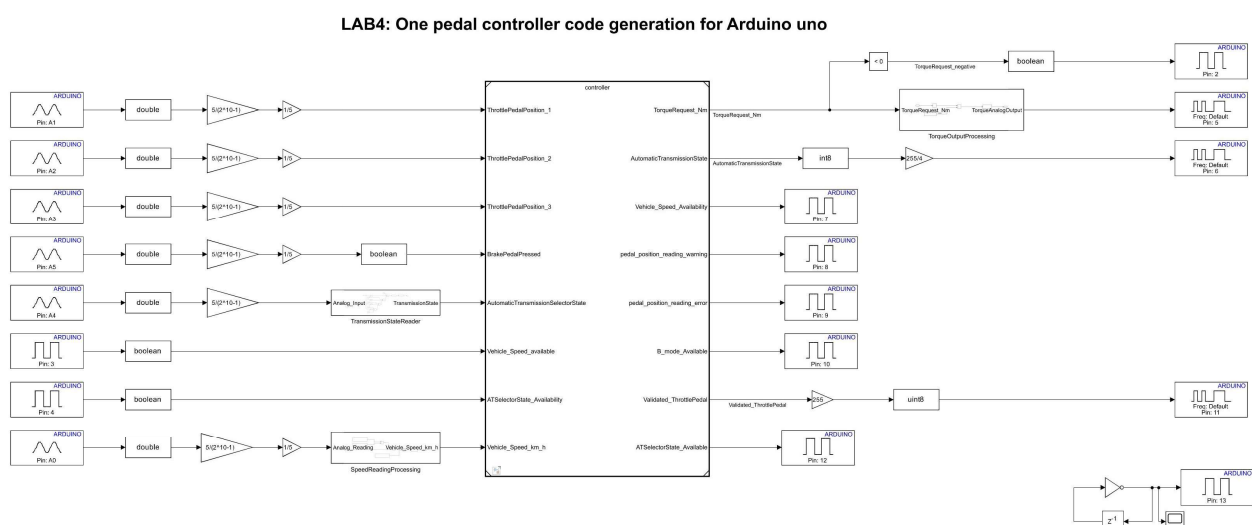 LAB4: One pedal controller code generation for Arduino uno
ARDUINO
Pin: A1
double
5/(2^10-1)
1/5
ARDUINO
Pin: A2
double
5/(2^10-1)
1/5
ARDUINO
Pin: A3
double
5/(2^10-1)
1/5
ARDUINO
Pin: A5
double
5/(2^10-1)
1/5
boolean
ARDUINO
Pin: A4
double
5/(2^10-1)
Analog_Input
TransmissionState
TransmissionStateReader
ARDUINO
Pin: 3
boolean
ARDUINO
Pin: 4
boolean
ARDUINO
Pin: A0
double
5/(2^10-1)
1/5
Analog_Reading
Vehicle_Speed_km_h
SpeedReadingProcessing
controller
ThrottlePedalPosition_1
ThrottlePedalPosition_2
ThrottlePedalPosition_3
BrakePedalPressed
AutomaticTransmissionSelectorState
Vehicle_Speed_available
ATSelectorState_Availability
Vehicle_Speed_km_h
TorqueRequest_Nm
AutomaticTransmissionState
Vehicle_Speed_Availability
pedal_position_reading_warning
pedal_position_reading_error
B_mode_Available
Validated_ThrottlePedal
ATSelectorState_Available
TorqueRequest_Nm
< 0
TorqueRequest_negative
boolean
ARDUINO
Pin: 2
TorqueRequest_Nm
TorqueAnalogOutput
TorqueOutputProcessing
ARDUINO
Freq: Default
Pin: 5
AutomaticTransmissionState
int8
255/4
ARDUINO
Freq: Default
Pin: 6
ARDUINO
Pin: 7
ARDUINO
Pin: 8
ARDUINO
Pin: 9
ARDUINO
Pin: 10
Validated_ThrottlePedal
255
uint8
ARDUINO
Freq: Default
Pin: 11
ARDUINO
Pin: 12
ARDUINO
Pin: 13
z-1